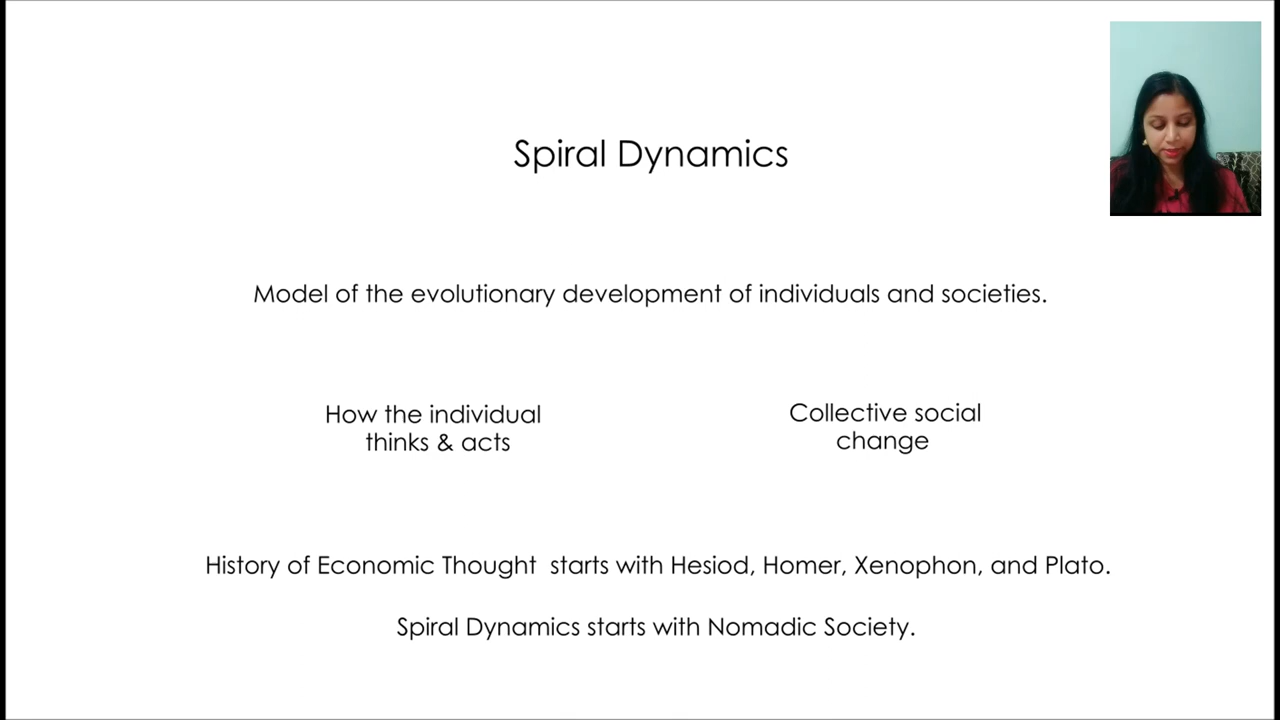 Spiral Dynamics
Model of the evolutionary development of individuals and societies.
How the individual
thinks & acts
Collective social
change
History of Economic Thought  starts with Hesiod, Homer, Xenophon, and Plato.
Spiral Dynamics starts with Nomadic Society.